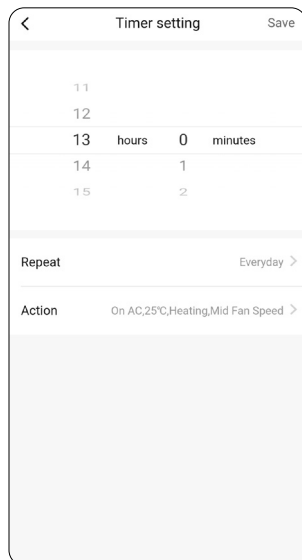 Timer setting Save
11
12
13 hours 0 minutes
14 1
15 2
Repeat Everyday
Action On AC,25℃,Heating,Mid Fan Speed